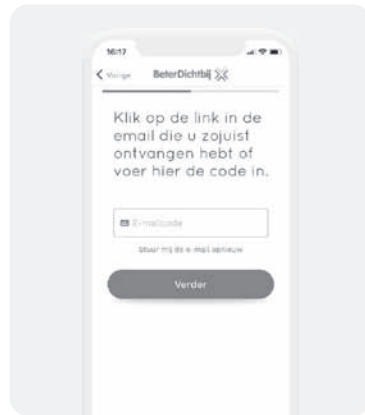 16:17
Vorige BeterDichtbij
Klik op de link in de
email die u zojuist
ontvangen hebt of
voer hier de code in.
E-mailcode
Stuur mij de e-mail opnieuw
Verder